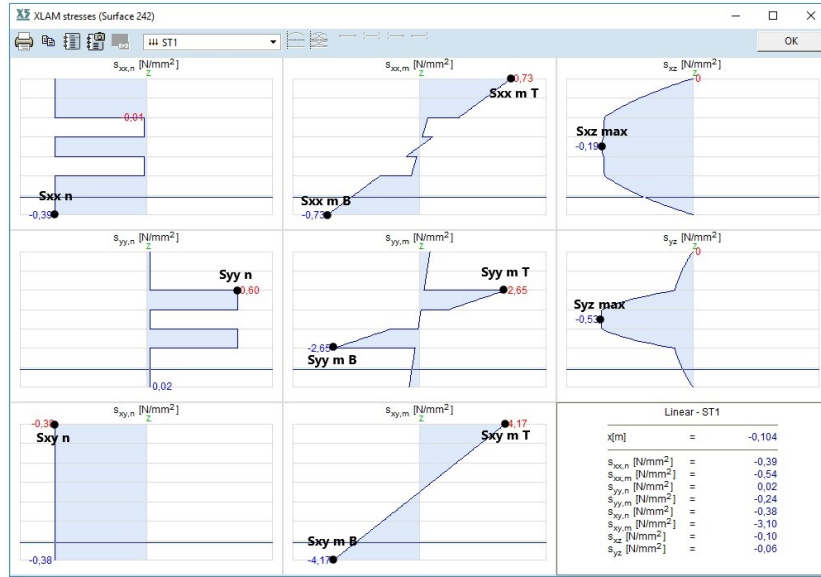 XLAM stresses (Surface 242)
ST1
OK
sxx,n [N/mm2]
z
0,01
Sxx n
-0,39
sxx,m [N/mm2]
z
0,73
Sxx m T
Sxx m B
-0,73
sxz [N/mm2]
z
0
Sxz max
-0,19
syy,n [N/mm2]
z
Syy n
0,60
0,02
syy,m [N/mm2]
z
Syy m T
2,65
-2,65
Syy m B
syz [N/mm2]
z
0
Syz max
-0,53
sxy,n [N/mm2]
z
-0,38
Sxy n
-0,38
sxy,m [N/mm2]
z
4,17
Sxy m T
Sxy m B
-4,17
Linear - ST1
x[m] = -0,104
sxx,n [N/mm2] = -0,39
sxx,m [N/mm2] = -0,54
syy,n [N/mm2] = 0,02
syy,m [N/mm2] = -0,24
sxy,n [N/mm2] = -0,38
sxy,m [N/mm2] = -3,10
sxz [N/mm2] = -0,10
syz [N/mm2] = -0,06